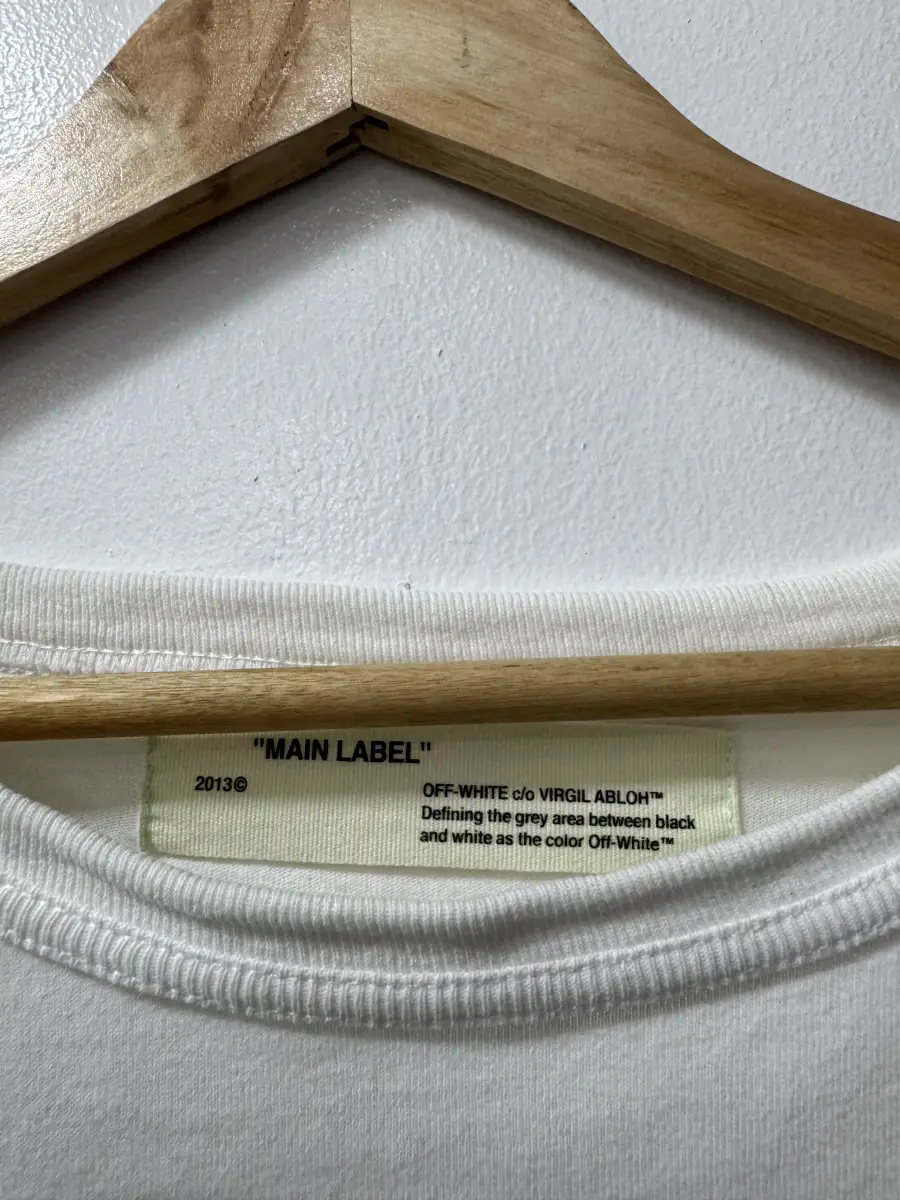 "MAIN LABEL"
2013©
OFF-WHITE c/o VIRGIL ABLOH™
Defining the grey area between black
and white as the color Off-White™